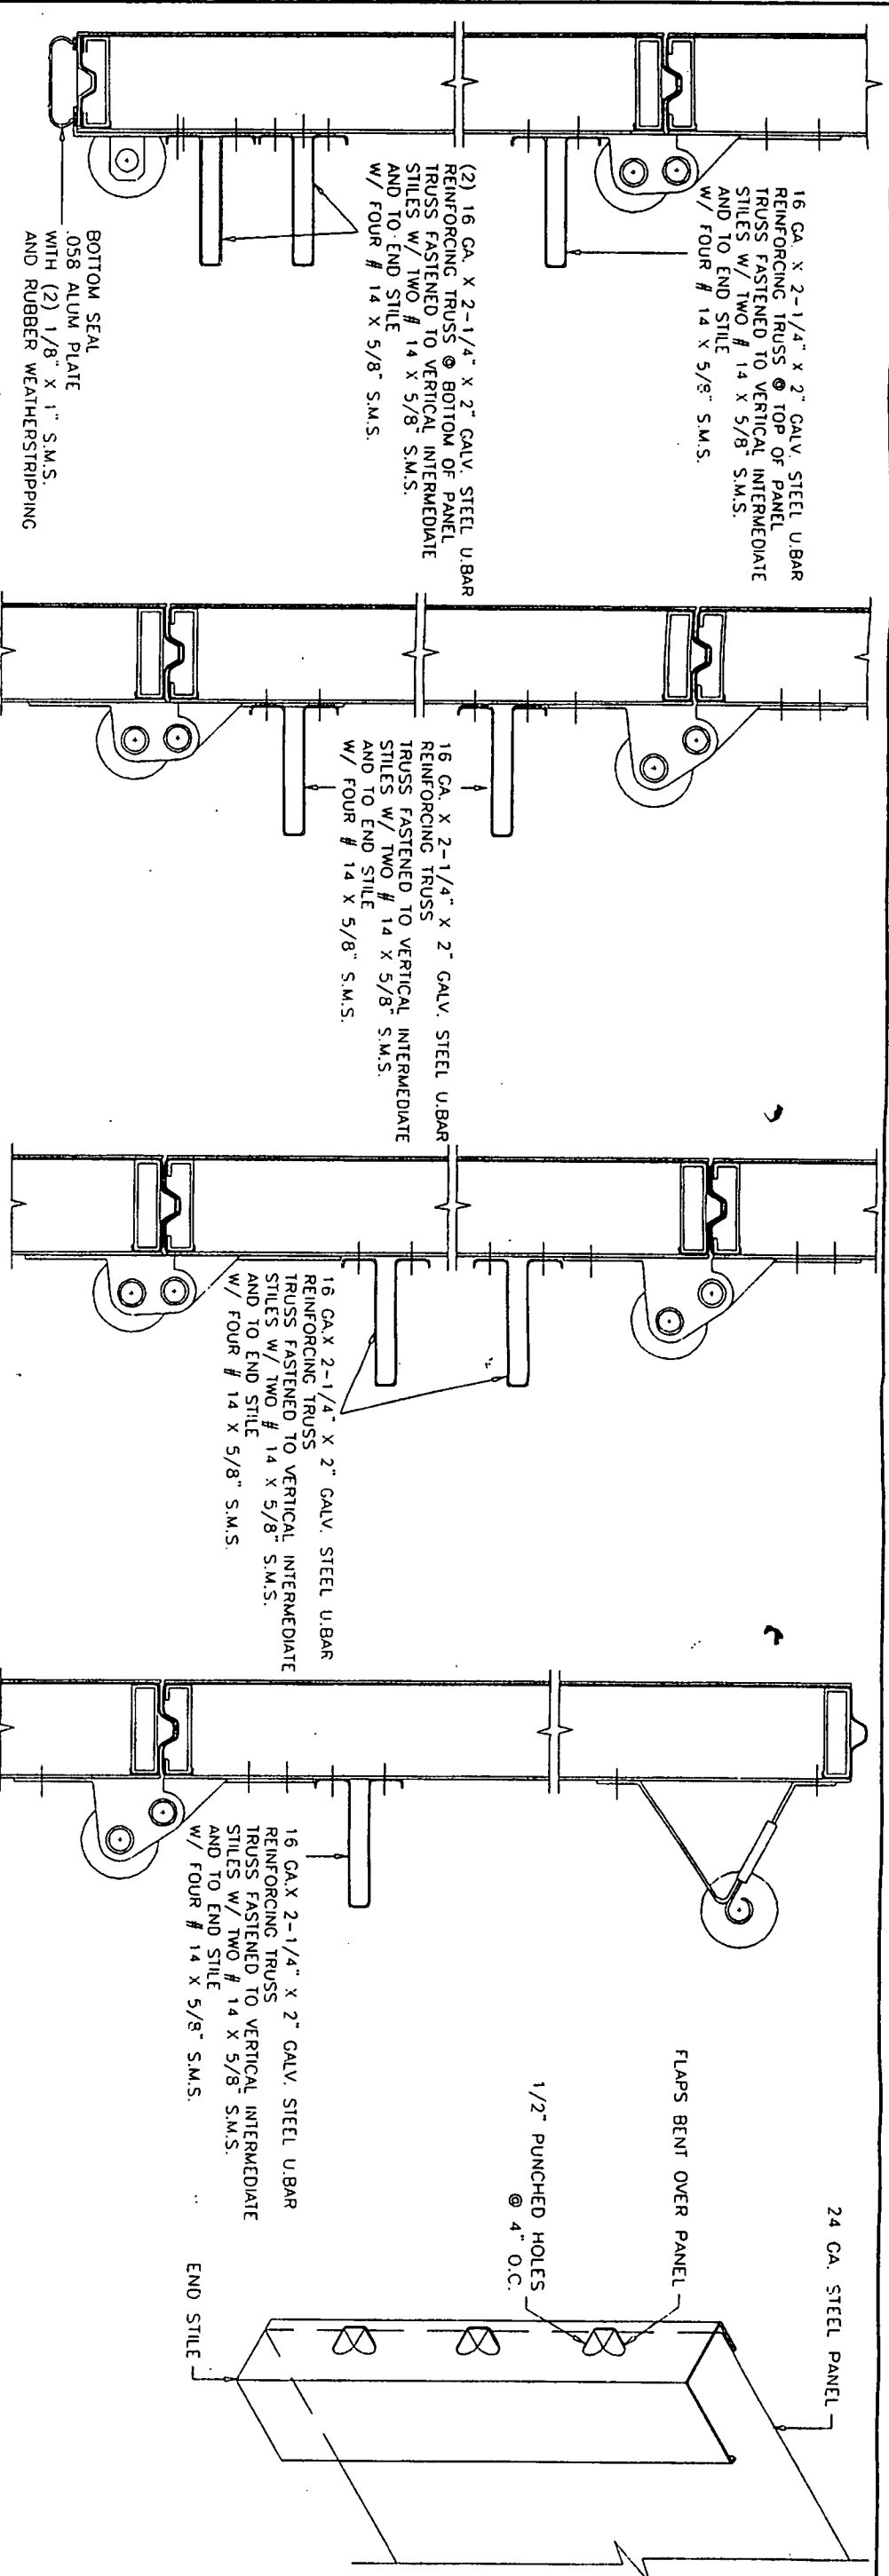 16 GA. X 2-1/4" X 2" GALV. STEEL U.BAR
REINFORCING TRUSS @ TOP OF PANEL
TRUSS FASTENED TO VERTICAL INTERMEDIATE
STILES W/ TWO # 14 X 5/8" S.M.S.
AND TO END STILE
W/ FOUR # 14 X 5/8" S.M.S.
(2) 16 GA. X 2-1/4" X 2" GALV. STEEL U.BAR
REINFORCING TRUSS @ BOTTOM OF PANEL
TRUSS FASTENED TO VERTICAL INTERMEDIATE
STILES W/ TWO # 14 X 5/8" S.M.S.
AND TO END STILE
W/ FOUR # 14 X 5/8" S.M.S.
BOTTOM SEAL
.058 ALUM PLATE
WITH (2) 1/8" X 1" S.M.S.
AND RUBBER WEATHERSTRIPPING
16 GA. X 2-1/4" X 2" GALV. STEEL U.BAR
REINFORCING TRUSS
TRUSS FASTENED TO VERTICAL INTERMEDIATE
STILES W/ TWO # 14 X 5/8" S.M.S.
AND TO END STILE
W/ FOUR # 14 X 5/8" S.M.S.
16 GA.X 2-1/4" X 2" GALV. STEEL U.BAR
REINFORCING TRUSS
TRUSS FASTENED TO VERTICAL INTERMEDIATE
STILES W/ TWO # 14 X 5/8" S.M.S.
AND TO END STILE
W/ FOUR # 14 X 5/8" S.M.S.
16 GA.X 2-1/4" X 2" GALV. STEEL U.BAR
REINFORCING TRUSS
TRUSS FASTENED TO VERTICAL INTERMEDIATE
STILES W/ TWO # 14 X 5/8" S.M.S.
AND TO END STILE
W/ FOUR # 14 X 5/8" S.M.S.
24 GA. STEEL PANEL
FLAPS BENT OVER PANEL
1/2" PUNCHED HOLES
@ 4" O.C.
END STILE